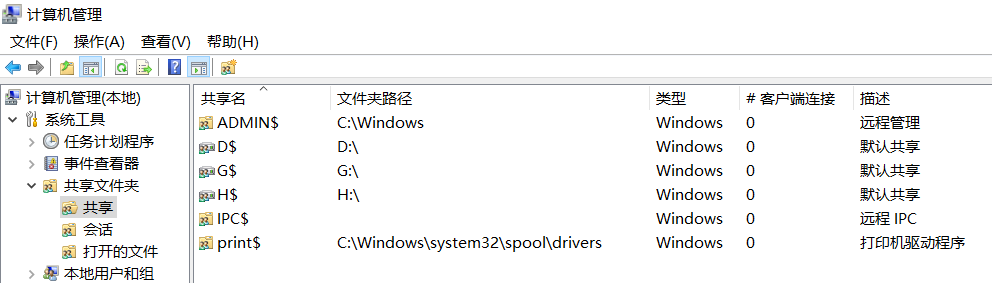 计算机管理
文件(F) 操作(A) 查看(V) 帮助(H)
计算机管理(本地)
系统工具
任务计划程序
事件查看器
共享文件夹
共享
会话
打开的文件
本地用户和组
共享名 文件夹路径 类型 # 客户端连接 描述
ADMIN$ C:\Windows Windows 0 远程管理
D$ D:\ Windows 0 默认共享
G$ G:\ Windows 0 默认共享
H$ H:\ Windows 0 默认共享
IPC$ Windows 0 远程 IPC
print$ C:\Windows\system32\spool\drivers Windows 0 打印机驱动程序